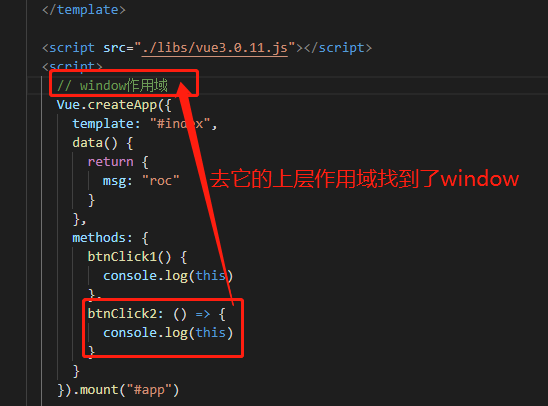 </template>
<script src="./libs/vue3.0.11.js"></script>
<script>
// window作用域
Vue.createApp({
template: "#index",
data() {
return {
msg: "roc"
}
},
去它的上层作用域找到了window
methods: {
btnClick1() {
console.log(this)
},
btnClick2: () => {
console.log(this)
}
}
}).mount("#app")